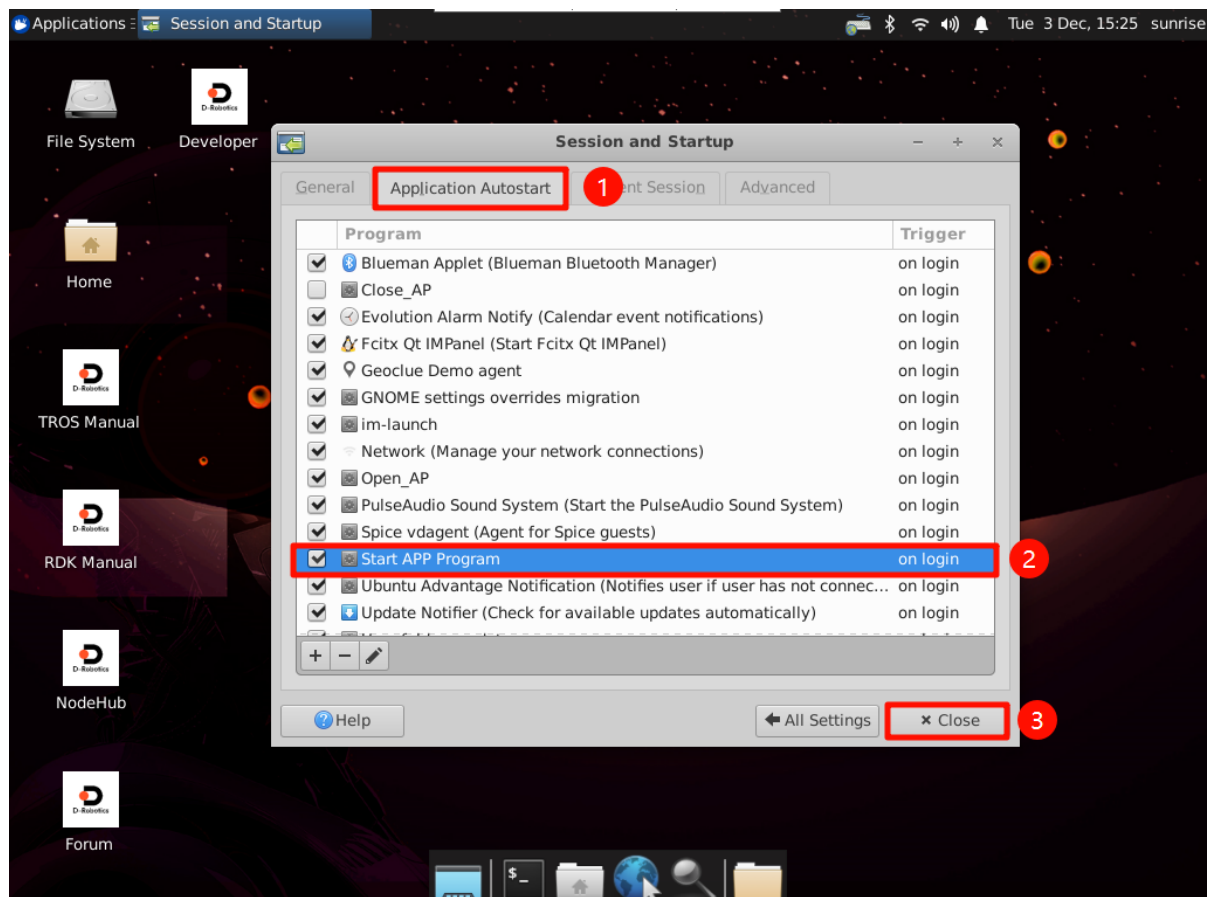 Applications Session and Startup Tue 3 Dec, 15:25 sunrise
D-Robotics
File System Developer
Session and Startup
General Application Autostart 1 ent Session Advanced
Program Trigger
Blueman Applet (Blueman Bluetooth Manager) on login
Close_AP on login
Home
Evolution Alarm Notify (Calendar event notifications) on login
Fcitx Qt IMPanel (Start Fcitx Qt IMPanel) on login
Geoclue Demo agent on login
D-Robotics
GNOME settings overrides migration on login
TROS Manual
im-launch on login
Network (Manage your network connections) on login
Open_AP on login
PulseAudio Sound System (Start the PulseAudio Sound System) on login
D-Robotics
Spice vdagent (Agent for Spice guests) on login
RDK Manual
Start APP Program on login 2
Ubuntu Advantage Notification (Notifies user if user has not connec... on login
Update Notifier (Check for available updates automatically) on login
+ −
D-Robotics
NodeHub
Help All Settings Close 3
D-Robotics
Forum
$_